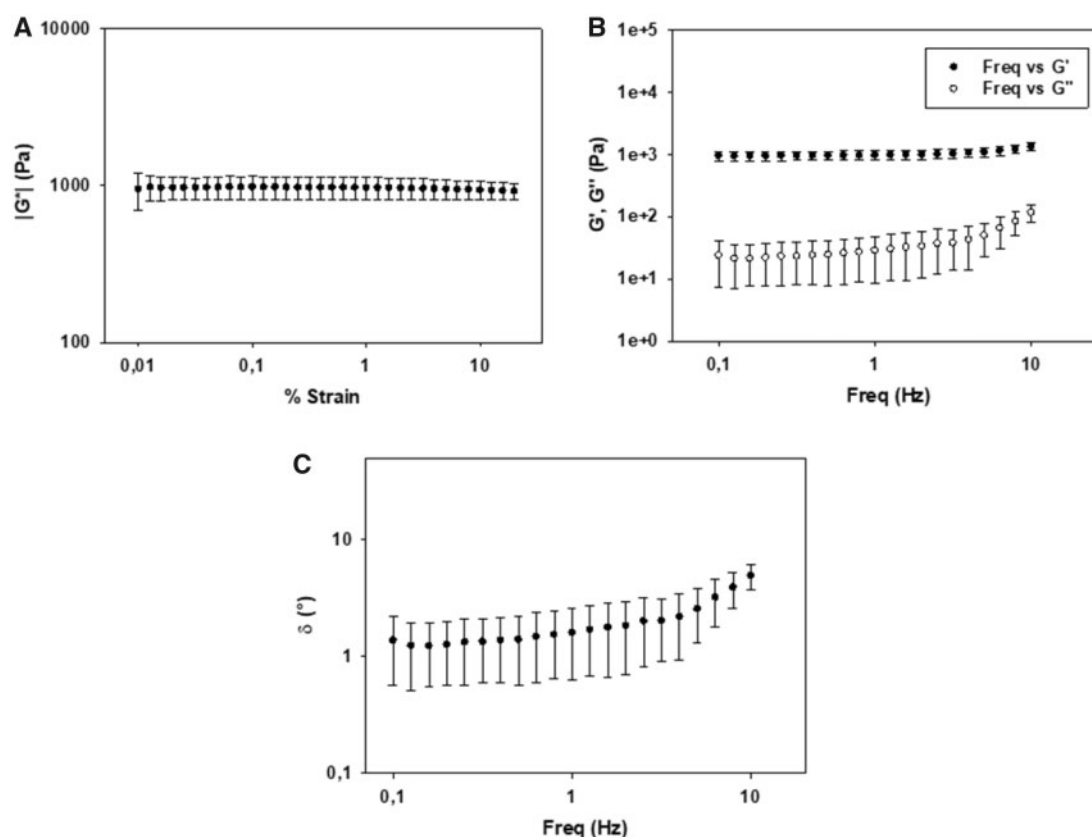 A
10000
1000
100
|G*| (Pa)
0,01
0,1
1
10
% Strain
B
1e+5
1e+4
1e+3
1e+2
1e+1
1e+0
G', G'' (Pa)
Freq vs G'
Freq vs G''
0,1
1
10
Freq (Hz)
C
10
1
0,1
δ (°)
0,1
1
10
Freq (Hz)